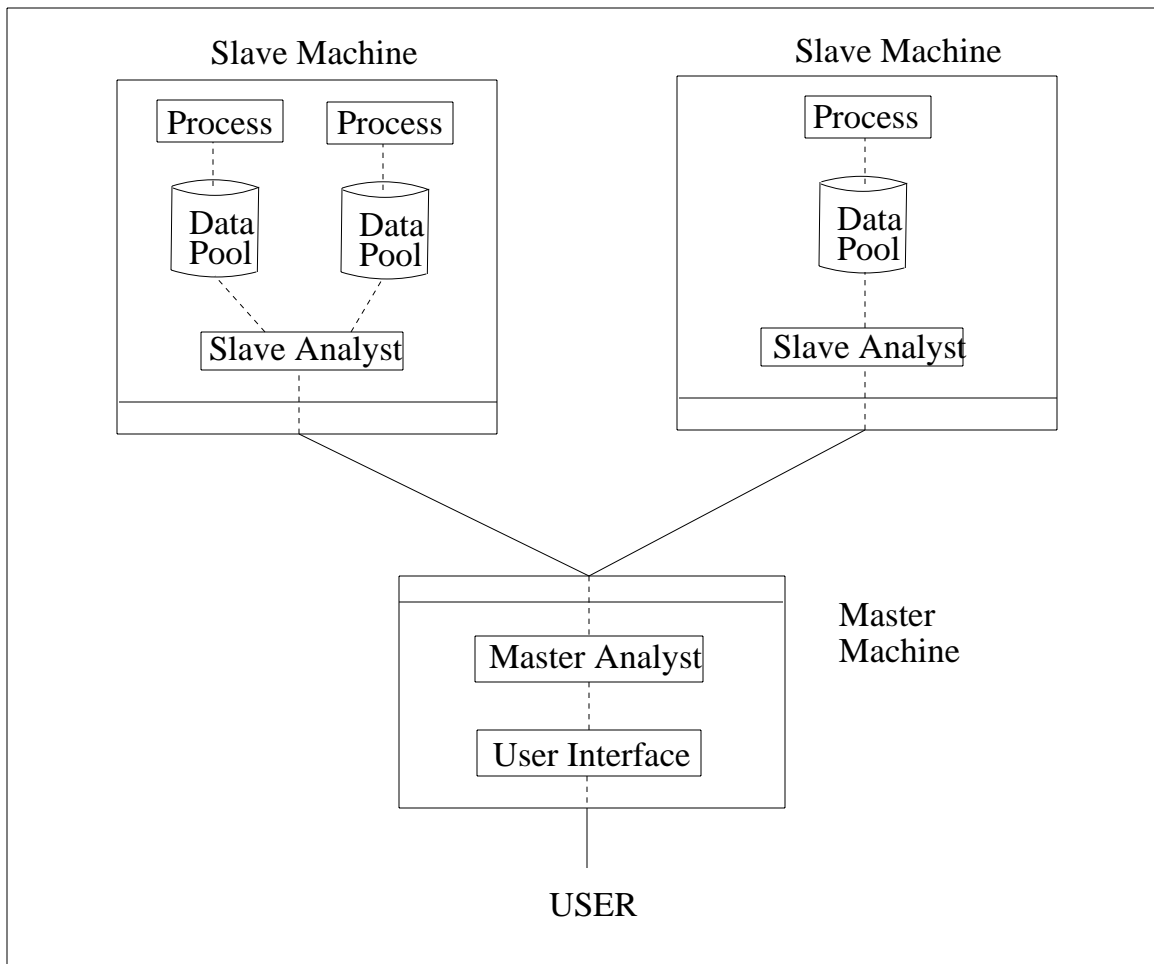 Slave Machine
Process
Process
Data
Pool
Data
Pool
Slave Analyst
Slave Machine
Process
Data
Pool
Slave Analyst
Master
Machine
Master Analyst
User Interface
USER